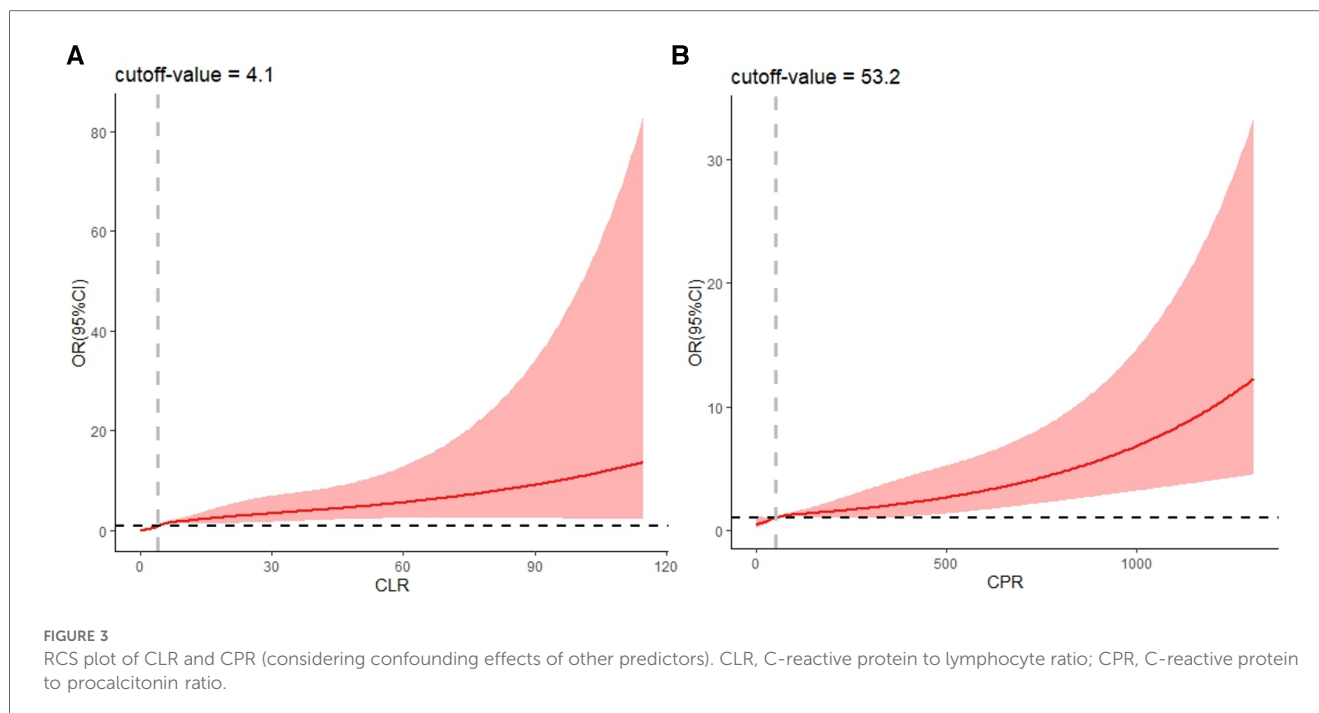 A
cutoff-value = 4.1
80
60
40
20
0
OR(95%CI)
0 30 60 90 120
CLR
B
cutoff-value = 53.2
30
20
10
0
OR(95%CI)
0 500 1000
CPR
FIGURE 3
RCS plot of CLR and CPR (considering confounding effects of other predictors). CLR, C-reactive protein to lymphocyte ratio; CPR, C-reactive protein
to procalcitonin ratio.